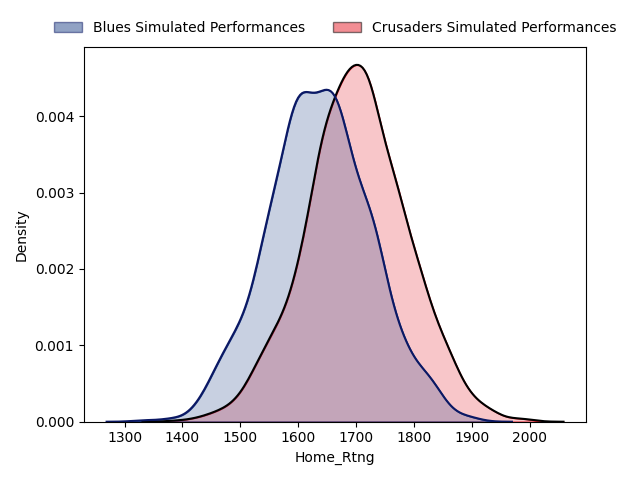 Blues Simulated Performances Crusaders Simulated Performances
0.004
0.003
0.002
0.001
0.000
Density
1300 1400 1500 1600 1700 1800 1900 2000
Home_Rtng